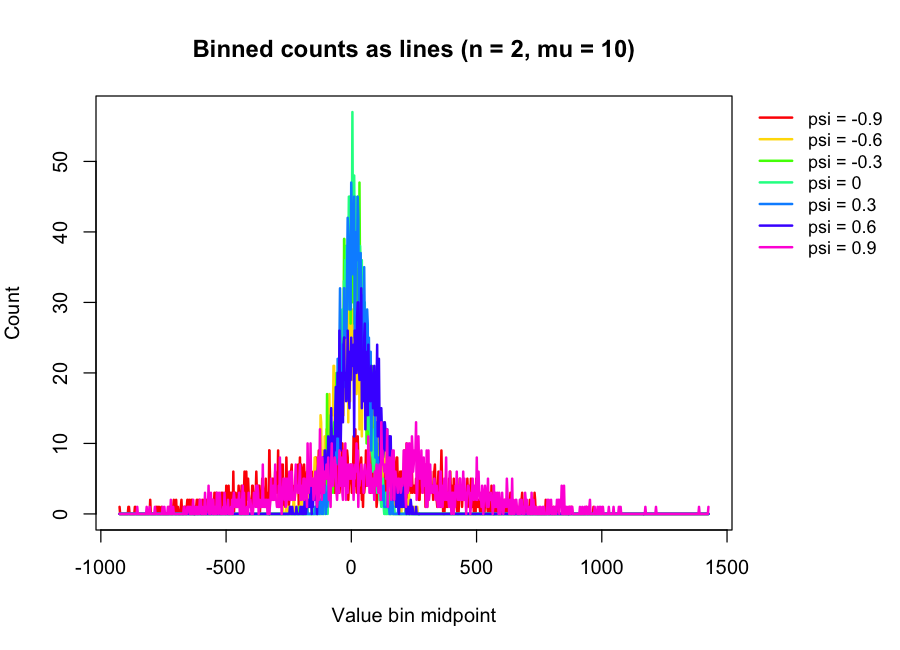 Binned counts as lines (n = 2, mu = 10)
psi = -0.9
psi = -0.6
psi = -0.3
psi = 0
psi = 0.3
psi = 0.6
psi = 0.9
Count
50
40
30
20
10
0
-1000 -500 0 500 1000 1500
Value bin midpoint